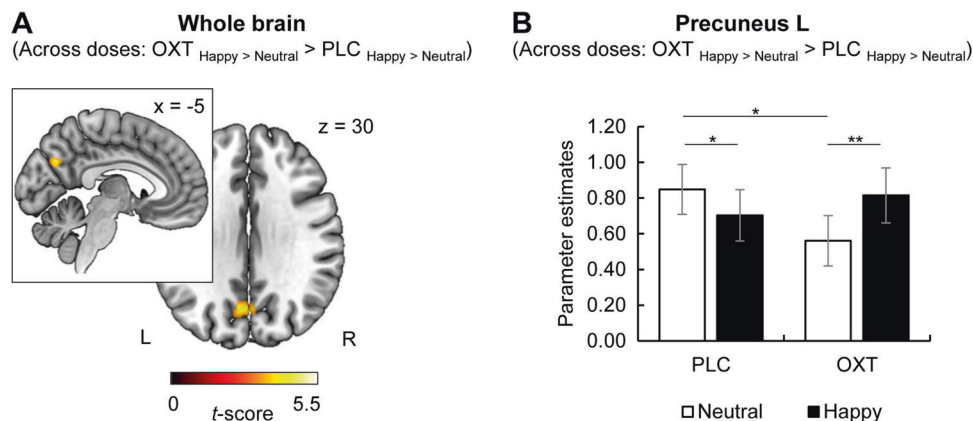 A
Whole brain
(Across doses: OXT Happy > Neutral > PLC Happy > Neutral)
x = -5
z = 30
L
R
0
5.5
t-score
B
Precuneus L
(Across doses: OXT Happy > Neutral > PLC Happy > Neutral)
Parameter estimates
1.20
1.00
0.80
0.60
0.40
0.20
0.00
*
*
**
PLC
OXT
Neutral
Happy